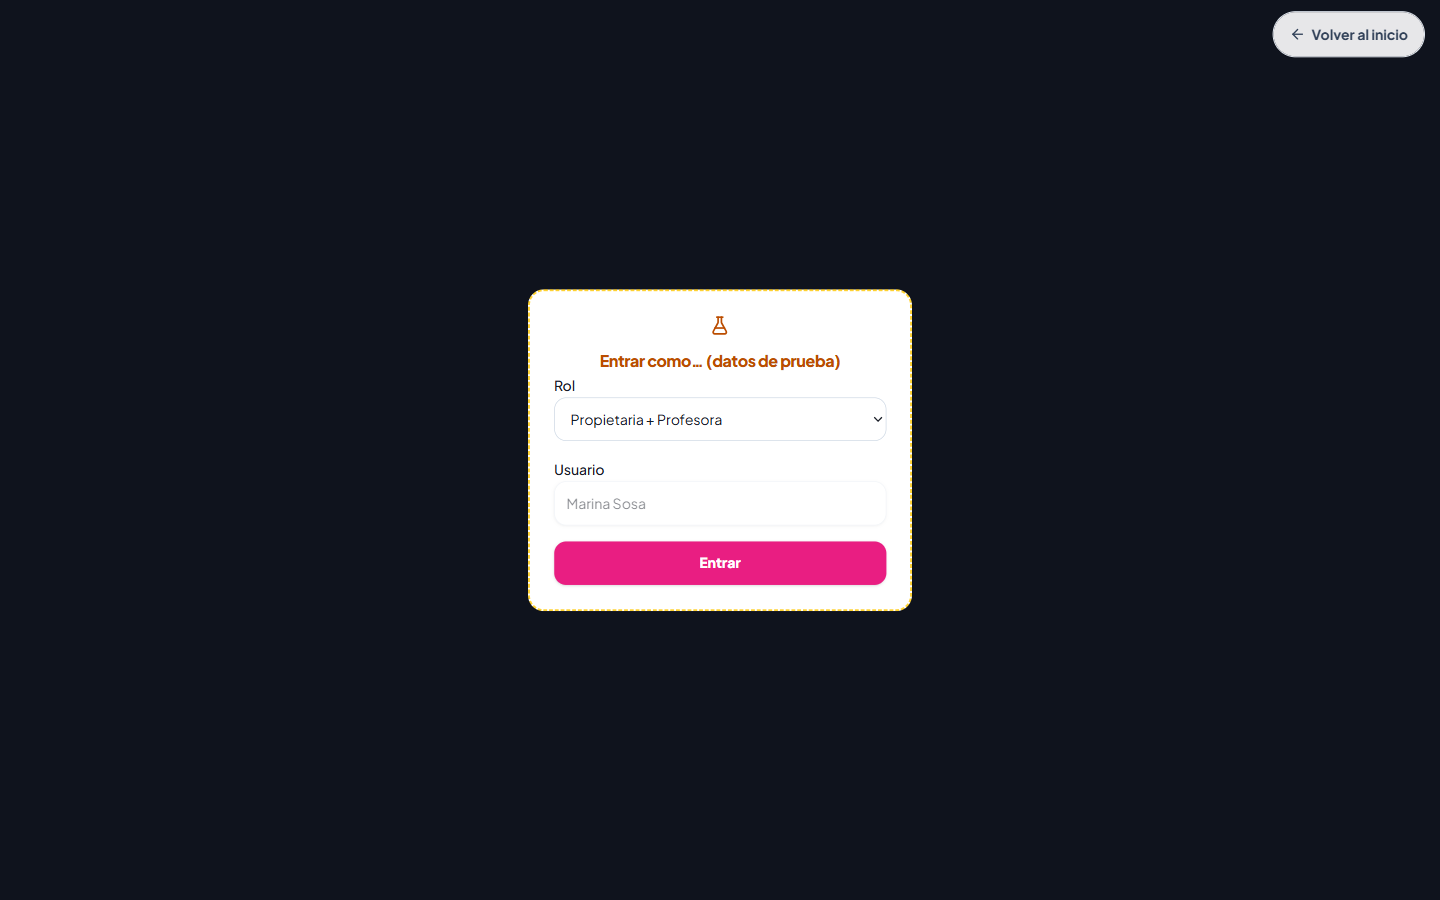 Volver al inicio
Entrar como... (datos de prueba)
Rol
Propietaria + Profesora
Usuario
Marina Sosa
Entrar